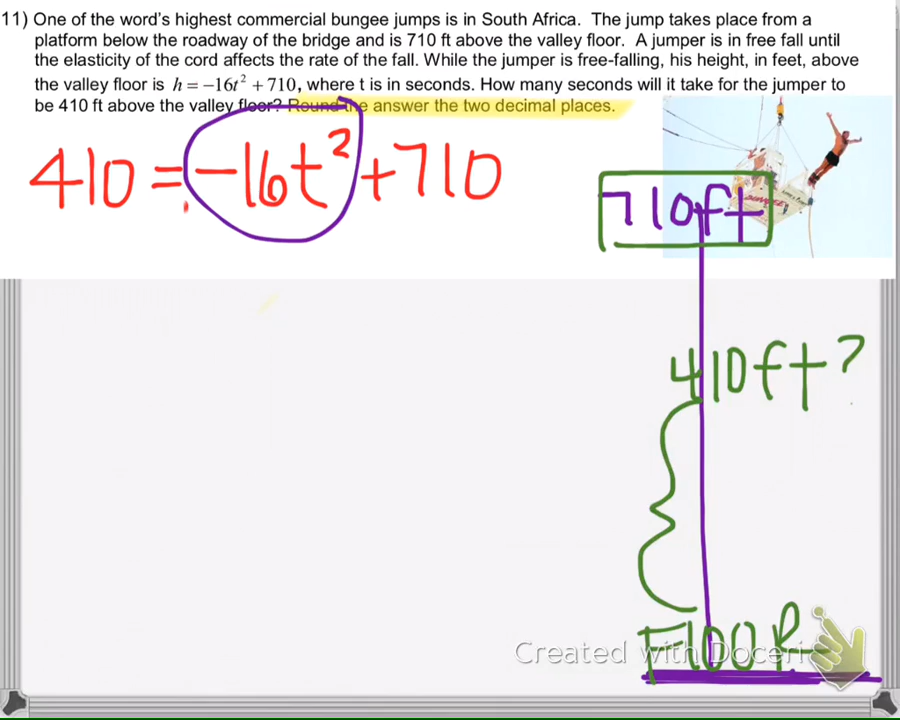 11) One of the word's highest commercial bungee jumps is in South Africa. The jump takes place from a
platform below the roadway of the bridge and is 710 ft above the valley floor. A jumper is in free fall until
the elasticity of the cord affects the rate of the fall. While the jumper is free-falling, his height, in feet, above
the valley floor is h = −16t² + 710, where t is in seconds. How many seconds will it take for the jumper to
be 410 ft above the valley floor? Round the answer the two decimal places.
410 = −16t² + 710
710ft
410ft?
FlOOR
Created with Doceri